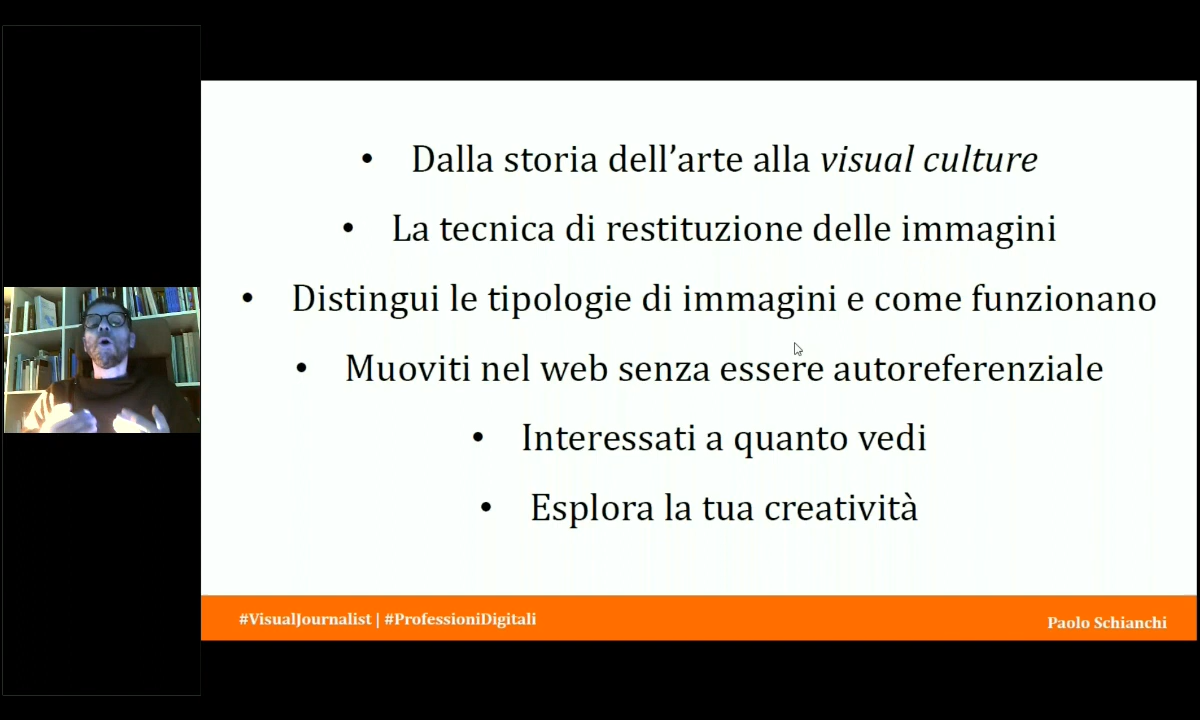 • Dalla storia dell’arte alla visual culture
• La tecnica di restituzione delle immagini
• Distingui le tipologie di immagini e come funzionano
• Muoviti nel web senza essere autoreferenziale
• Interessati a quanto vedi
• Esplora la tua creatività
#VisualJournalist | #ProfessioniDigitali
Paolo Schianchi